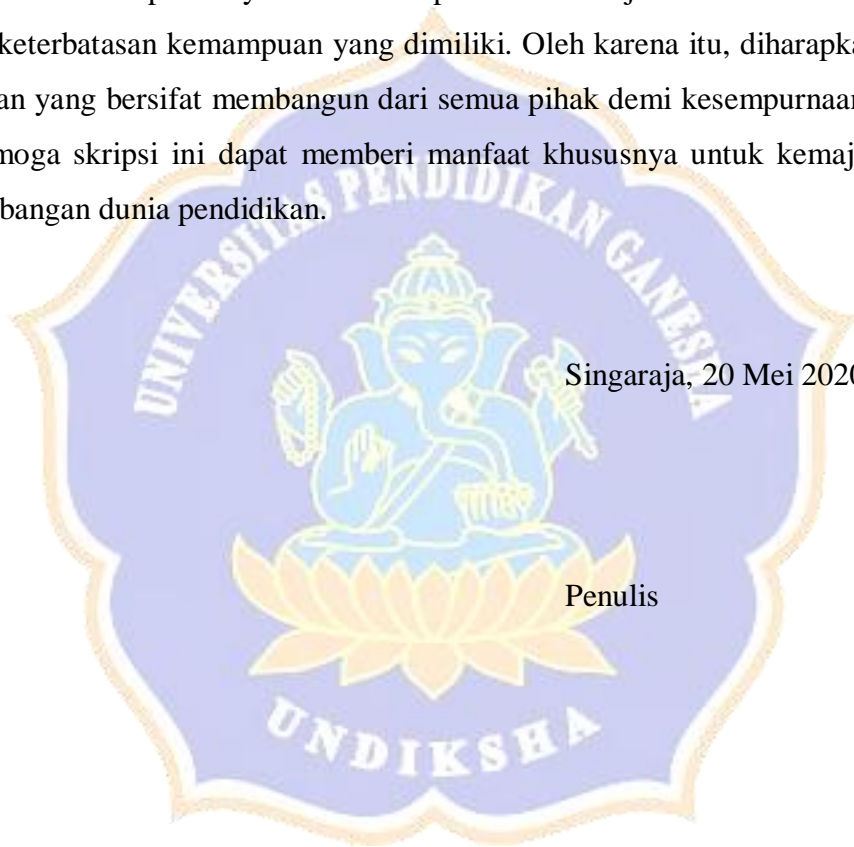 keterbatasan kemampuan yang dimiliki. Oleh karena itu, diharapka
an yang bersifat membangun dari semua pihak demi kesempurnaan
moga skripsi ini dapat memberi manfaat khususnya untuk kemaj
bangan dunia pendidikan.
UNIVERSITAS PENDIDIKAN GANESHA
Singaraja, 20 Mei 2020
Penulis
UNDIKSHA